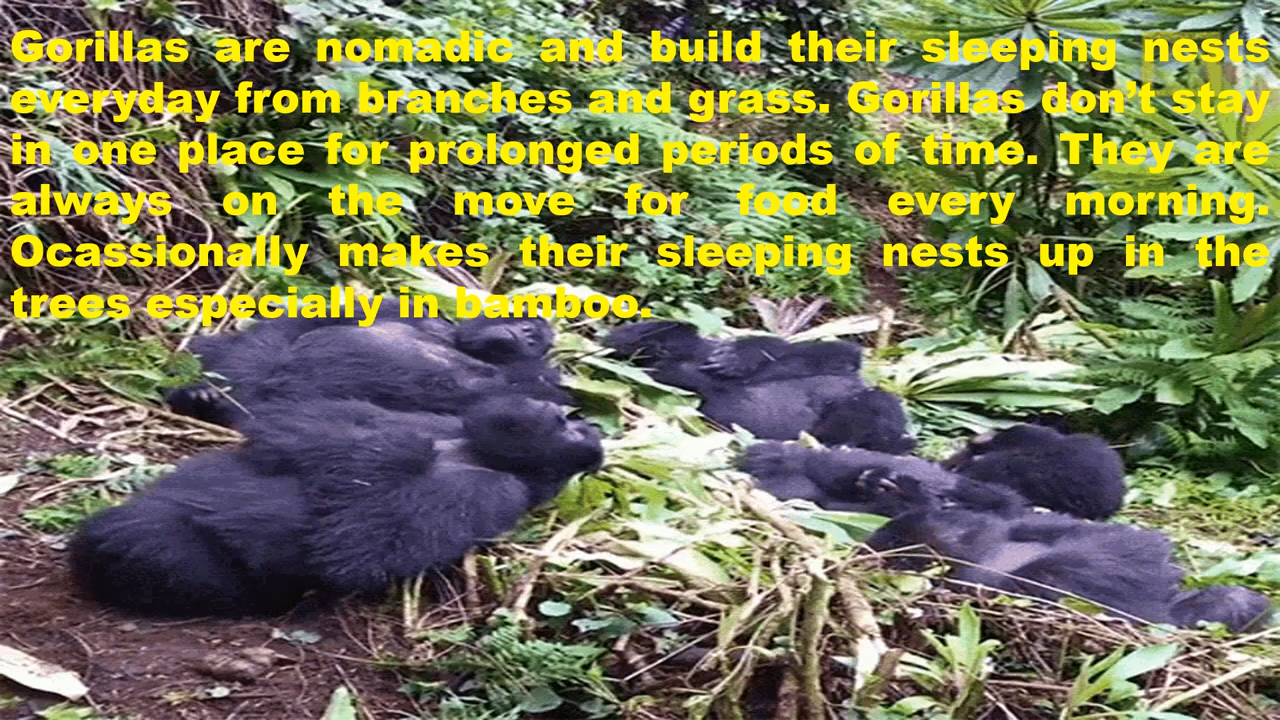 Gorillas are nomadic and build their sleeping nests
everyday from branches and grass. Gorillas don’t stay
in one place for prolonged periods of time. They are
always on the move for food every morning.
Ocassionally makes their sleeping nests up in the
trees especially in bamboo.